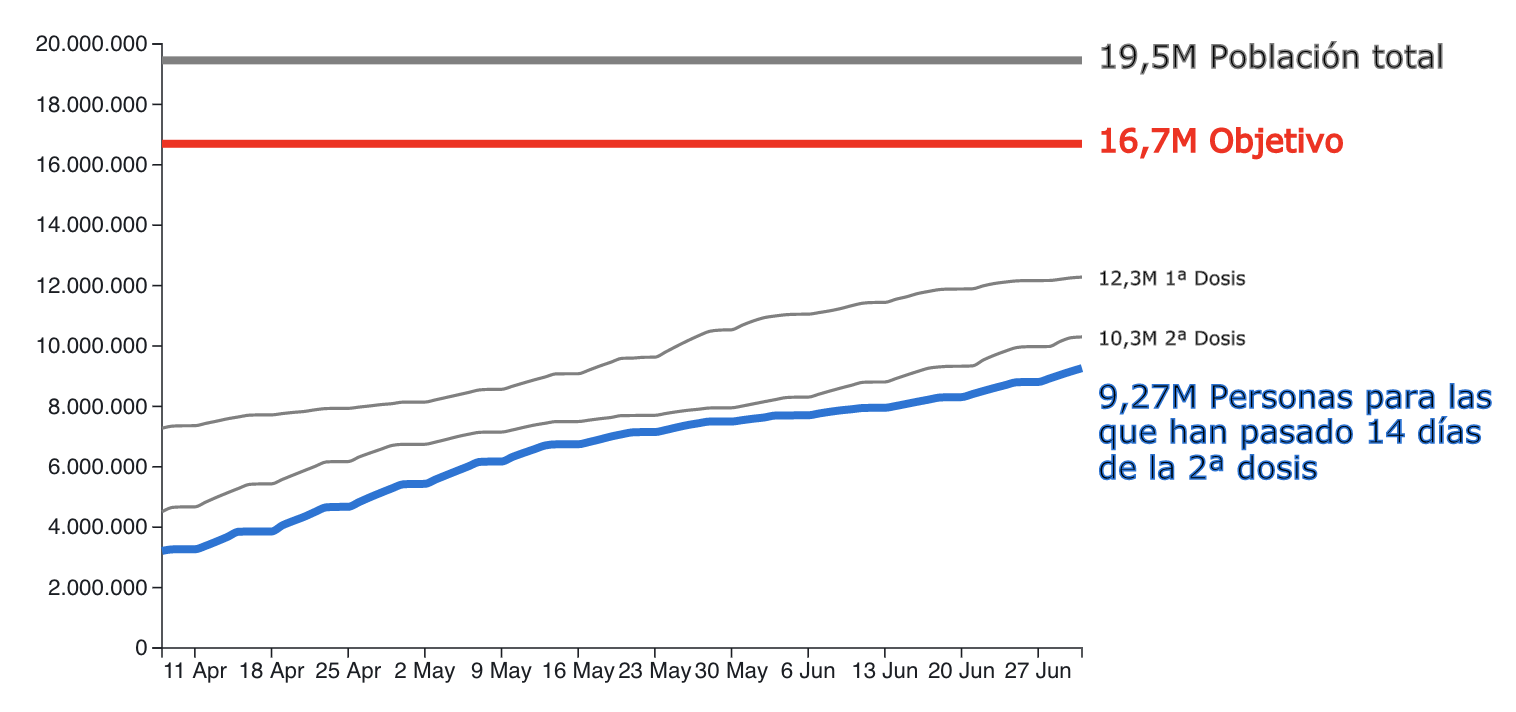 20.000.000
19,5M Población total
18.000.000
16,7M Objetivo
16.000.000
14.000.000
12.000.000
12,3M 1ª Dosis
10.000.000
10,3M 2ª Dosis
8.000.000
9,27M Personas para las
que han pasado 14 días
de la 2ª dosis
6.000.000
4.000.000
2.000.000
0
11 Apr 18 Apr 25 Apr 2 May 9 May 16 May 23 May 30 May 6 Jun 13 Jun 20 Jun 27 Jun